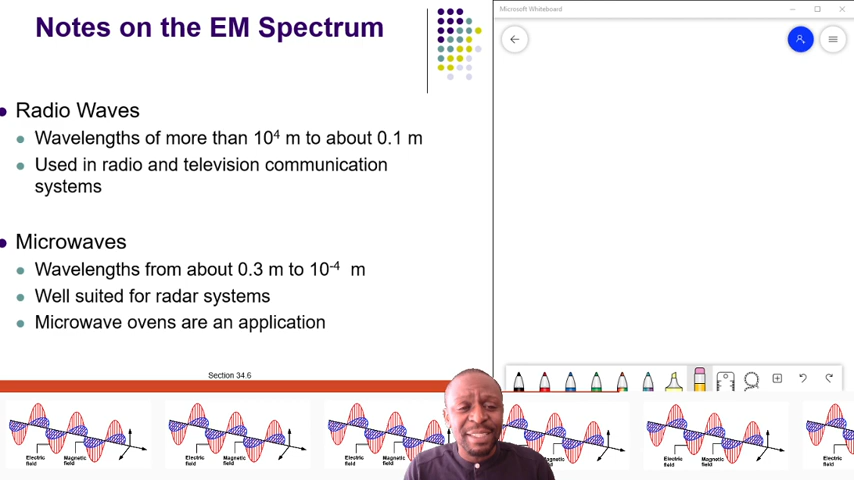 Notes on the EM Spectrum
Radio Waves
Wavelengths of more than 10⁴ m to about 0.1 m
Used in radio and television communication
systems
Microwaves
Wavelengths from about 0.3 m to 10⁻⁴ m
Well suited for radar systems
Microwave ovens are an application
Section 34.6
Microsoft Whiteboard
Electric
field
Magnetic
field
Electric
field
Magnetic
field
Electric
field
Magnetic
field
Magnetic
field
Electric
field
Magnetic
field
Electric
field